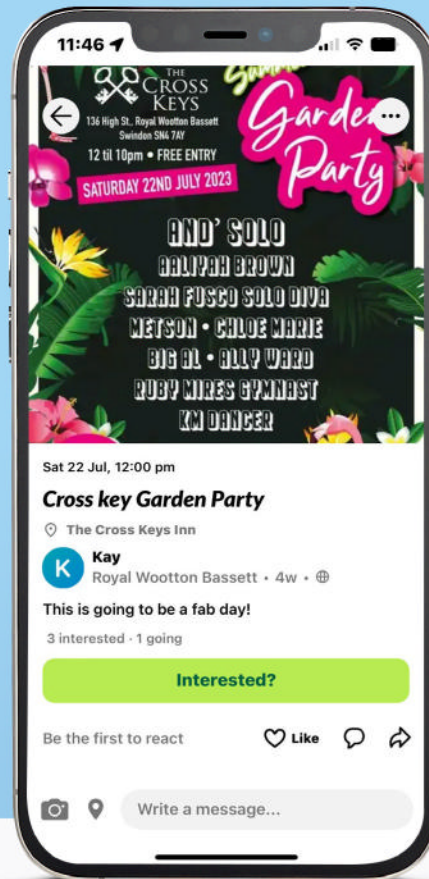 11:46
THE
CROSS
KEYS
136 High St., Royal Wootton Bassett
Swindon SN4 7AY
12 til 10pm • FREE ENTRY
SATURDAY 22ND JULY 2023
Garden
Party
AND' SOLO
AALIYAH BROWN
SARAH FUSCO SOLO DIVA
METSON • CHLOE MARIE
BIG AL • ALLY WARD
RUBY MIRES GYMNAST
KM DANCER
Sat 22 Jul, 12:00 pm
Cross key Garden Party
The Cross Keys Inn
K
Kay
Royal Wootton Bassett • 4w •
This is going to be a fab day!
3 interested · 1 going
Interested?
Be the first to react
Like
Write a message...